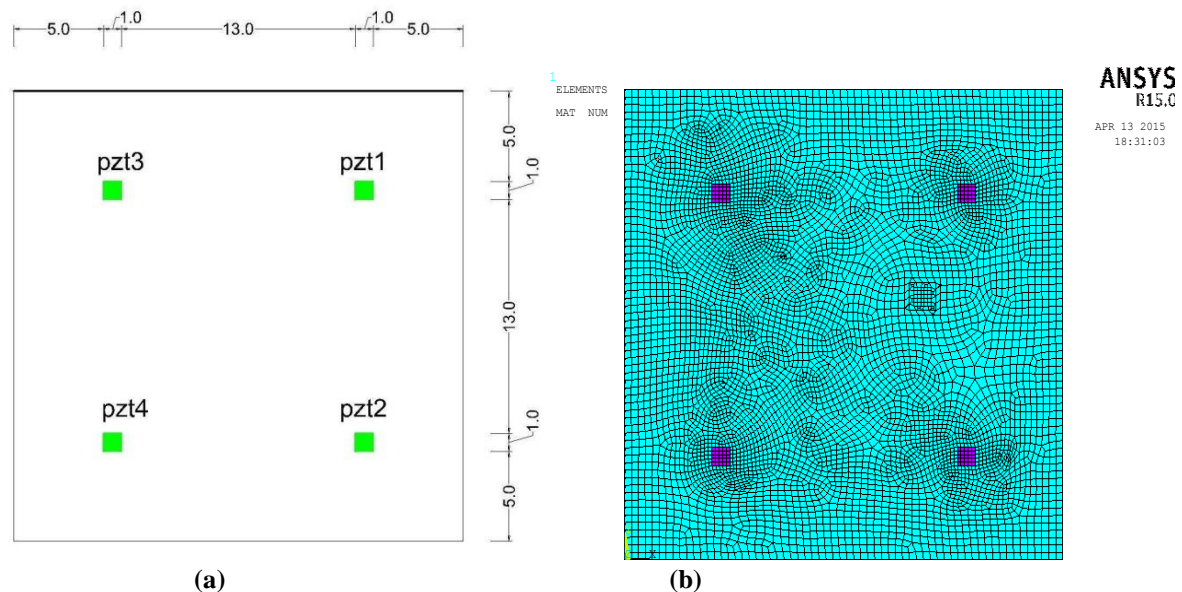 5.0 1.0 13.0 1.0 5.0
pzt3 pzt1
5.0
1.0
13.0
pzt4 pzt2
1.0
5.0
(a)
1
ELEMENTS
MAT NUM
ANSYS
R15.0
APR 13 2015
18:31:03
X
(b)